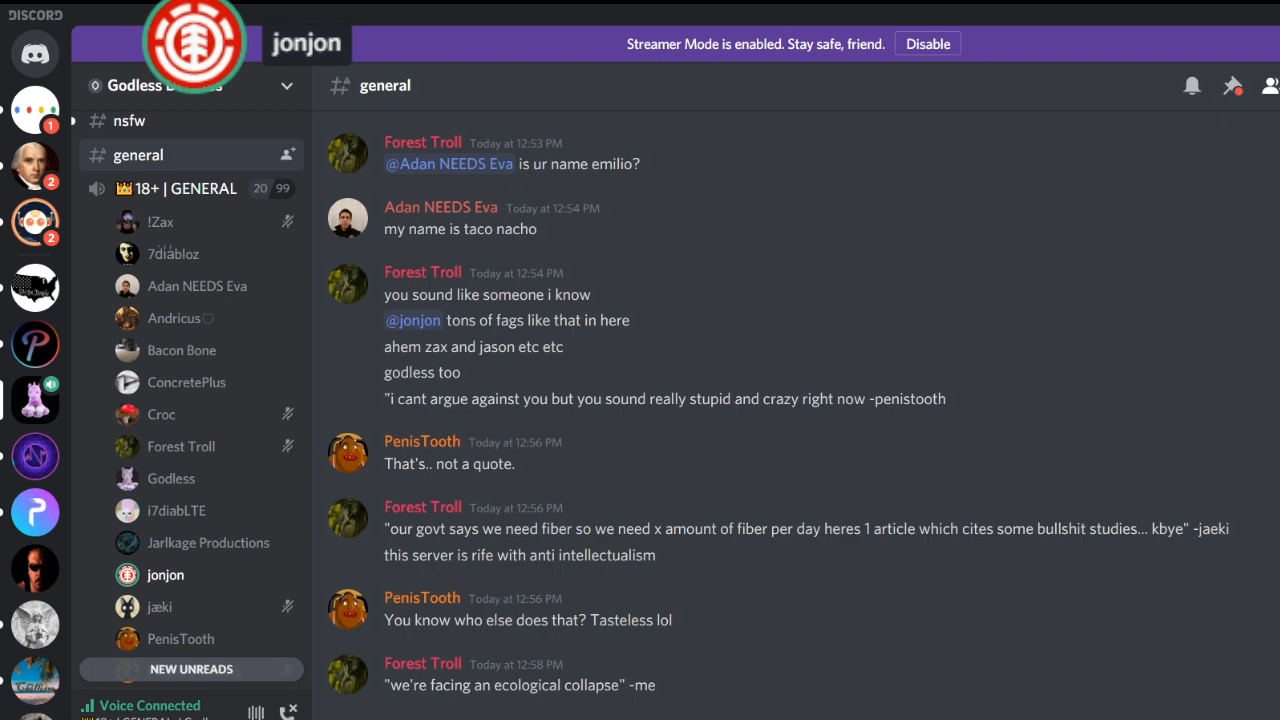 DISCORD
jonjon
Streamer Mode is enabled. Stay safe, friend.
Disable
Godless
general
nsfw
general
18+ | GENERAL
20 99
!Zax
7diabloz
Adan NEEDS Eva
Andricus
Bacon Bone
ConcretePlus
Croc
Forest Troll
Godless
i7diabLTE
Jarlkage Productions
jonjon
jæki
PenisTooth
NEW UNREADS
Voice Connected
1
2
2
Forest Troll Today at 12:53 PM
@Adan NEEDS Eva is ur name emilio?
Adan NEEDS Eva Today at 12:54 PM
my name is taco nacho
Forest Troll Today at 12:54 PM
you sound like someone i know
@jonjon tons of fags like that in here
ahem zax and jason etc etc
godless too
"i cant argue against you but you sound really stupid and crazy right now -penistooth
PenisTooth Today at 12:56 PM
That's.. not a quote.
Forest Troll Today at 12:56 PM
"our govt says we need fiber so we need x amount of fiber per day heres 1 article which cites some bullshit studies... kbye" -jaeki
this server is rife with anti intellectualism
PenisTooth Today at 12:56 PM
You know who else does that? Tasteless lol
Forest Troll Today at 12:58 PM
"we're facing an ecological collapse" -me